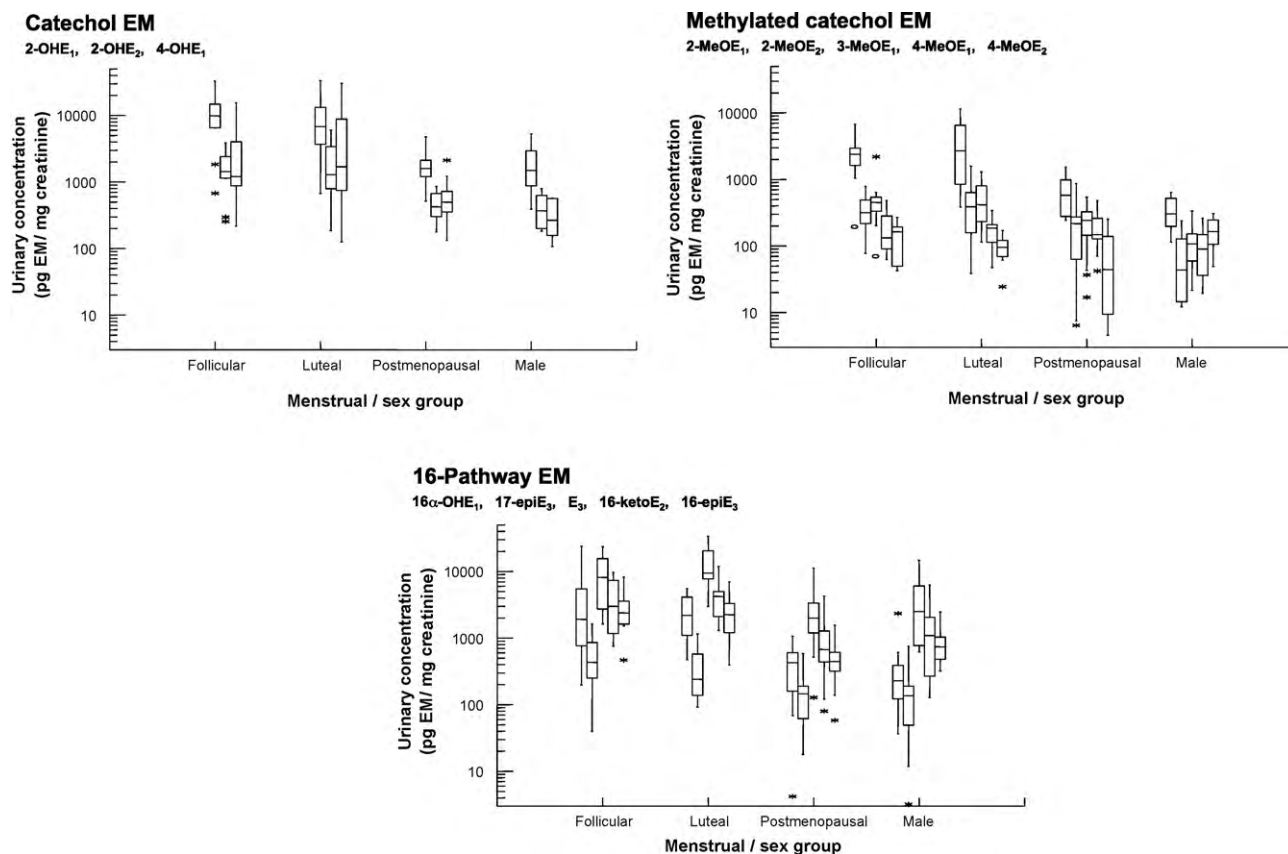 Catechol EM
2-OHE₁, 2-OHE₂, 4-OHE₁
Urinary concentration
(pg EM/ mg creatinine)
10000
1000
100
10
Follicular Luteal Postmenopausal Male
Menstrual / sex group
Methylated catechol EM
2-MeOE₁, 2-MeOE₂, 3-MeOE₁, 4-MeOE₁, 4-MeOE₂
Urinary concentration
(pg EM/ mg creatinine)
10000
1000
100
10
Follicular Luteal Postmenopausal Male
Menstrual / sex group
16-Pathway EM
16α-OHE₁, 17-epiE₃, E₃, 16-ketoE₂, 16-epiE₃
Urinary concentration
(pg EM/ mg creatinine)
10000
1000
100
10
Follicular Luteal Postmenopausal Male
Menstrual / sex group